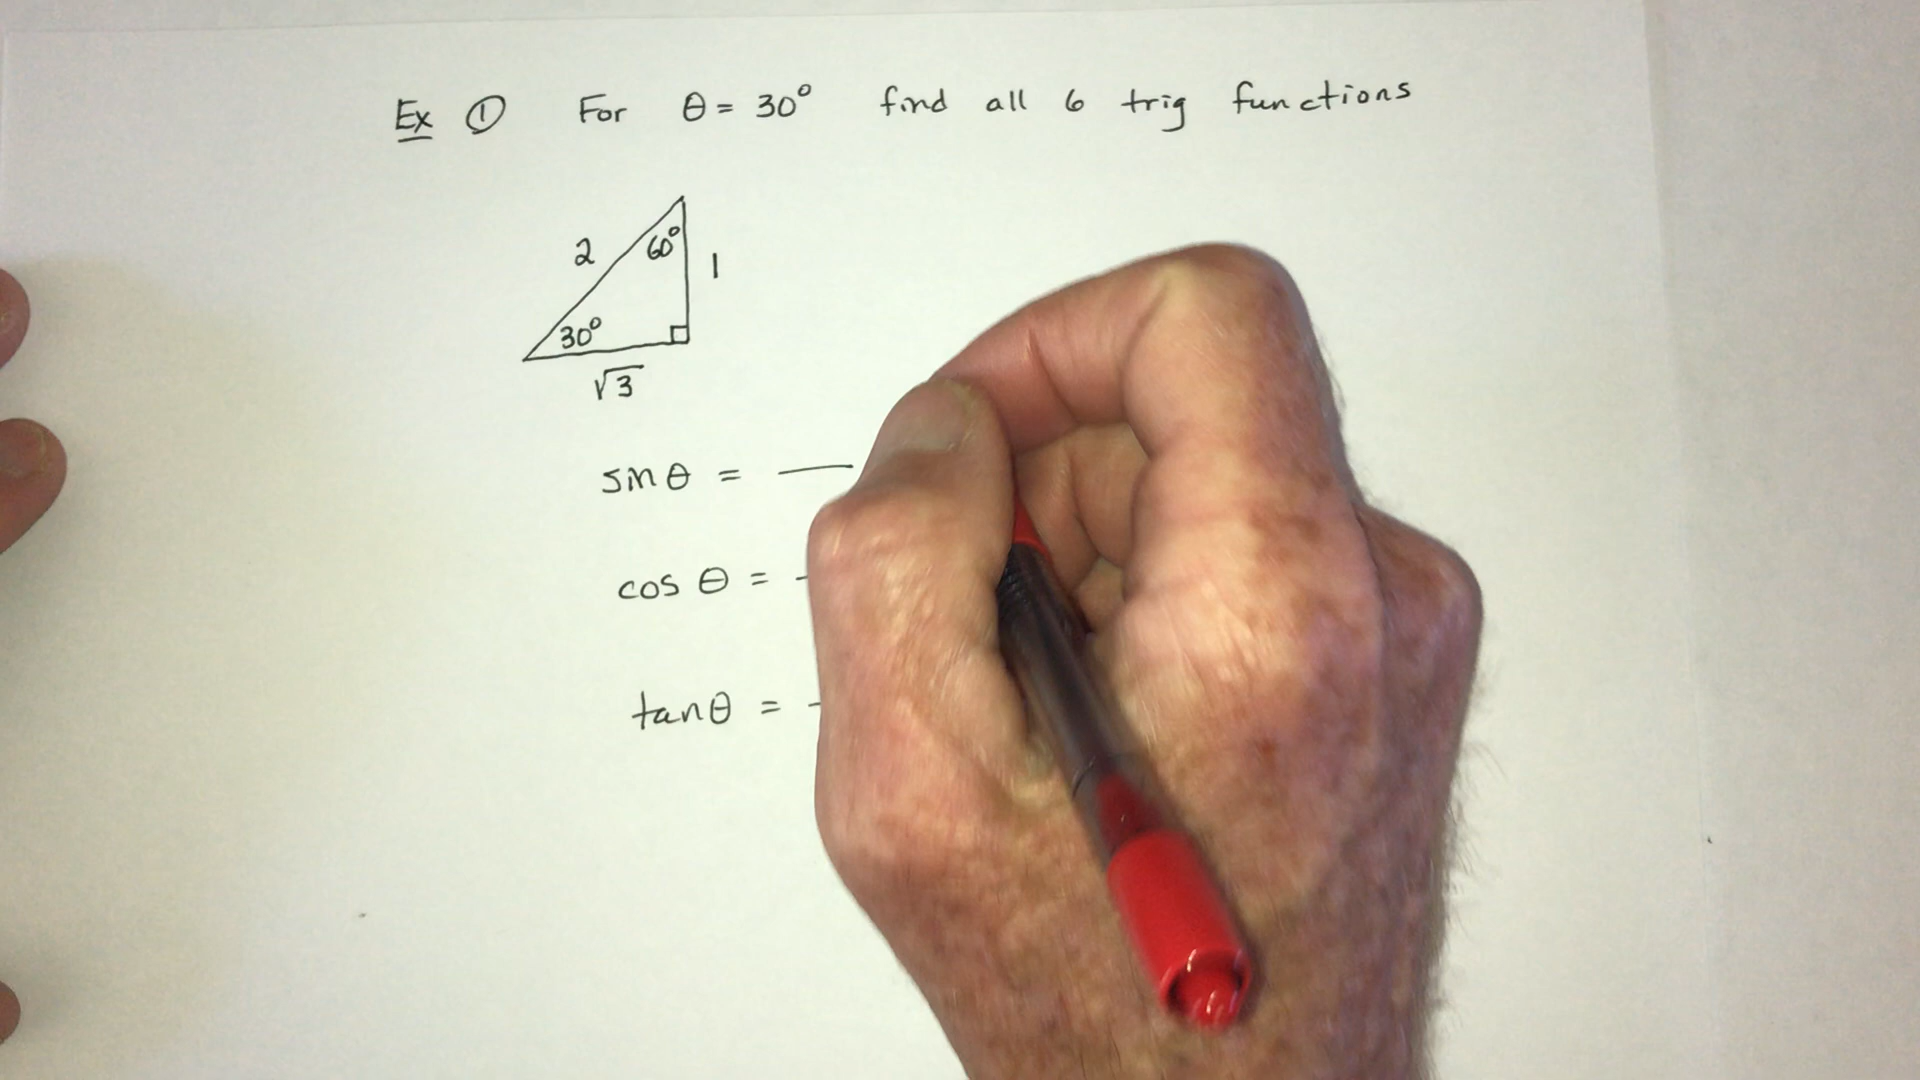 Ex ① For θ = 30° find all 6 trig functions
2
60°
1
30°
√3
sin θ = —
cos θ = -
tan θ = -